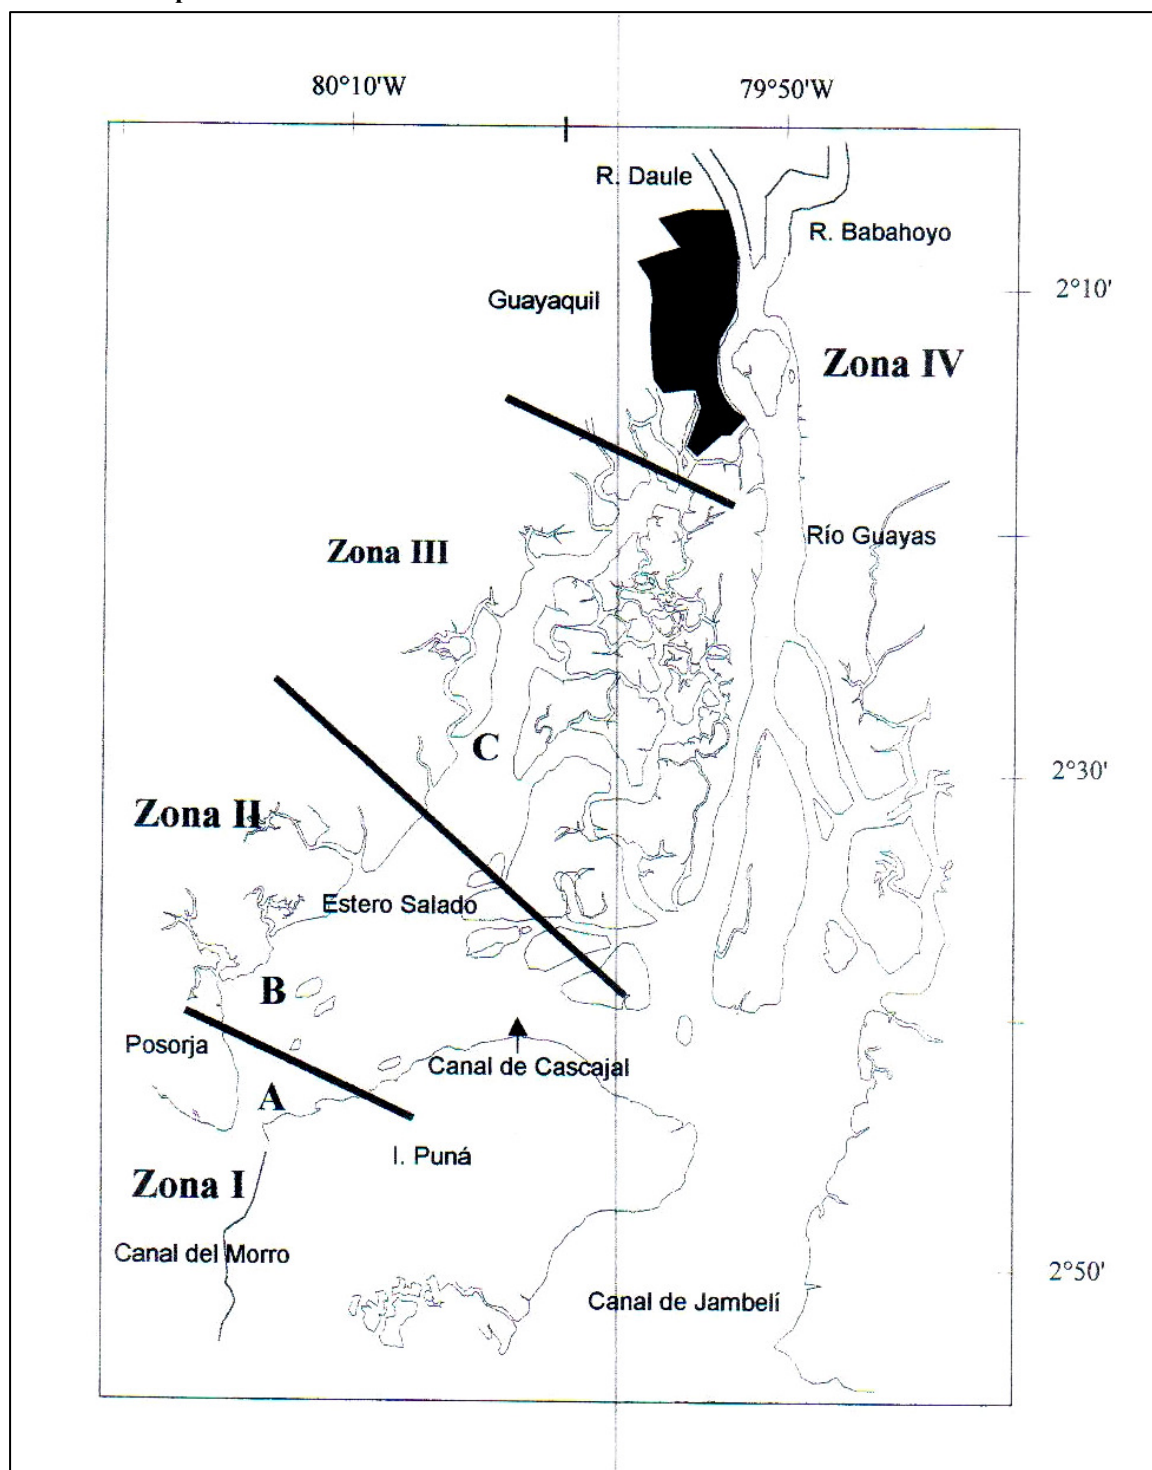 80°10'W
79°50'W
R. Daule
R. Babahoyo
2°10'
Guayaquil
Zona IV
Río Guayas
Zona III
C
2°30'
Zona II
Estero Salado
B
Posorja
Canal de Cascajal
A
I. Puná
Zona I
Canal del Morro
2°50'
Canal de Jambelí